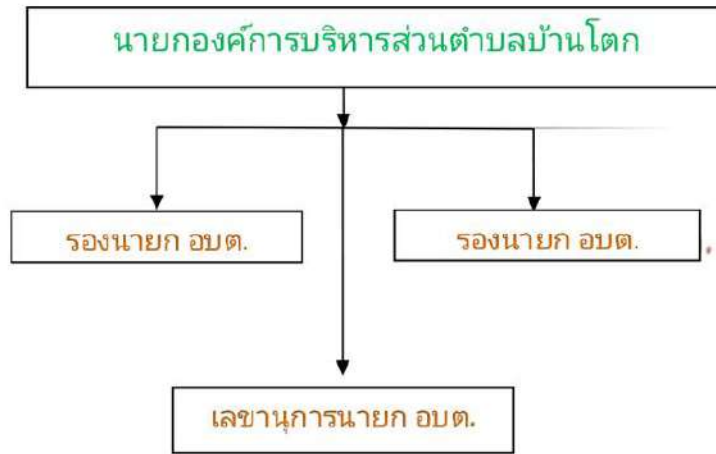 นายกองค์การบริหารส่วนตำบลบ้านโตก
รองนายก อบต.
รองนายก อบต.
เลขานุการนายก อบต.